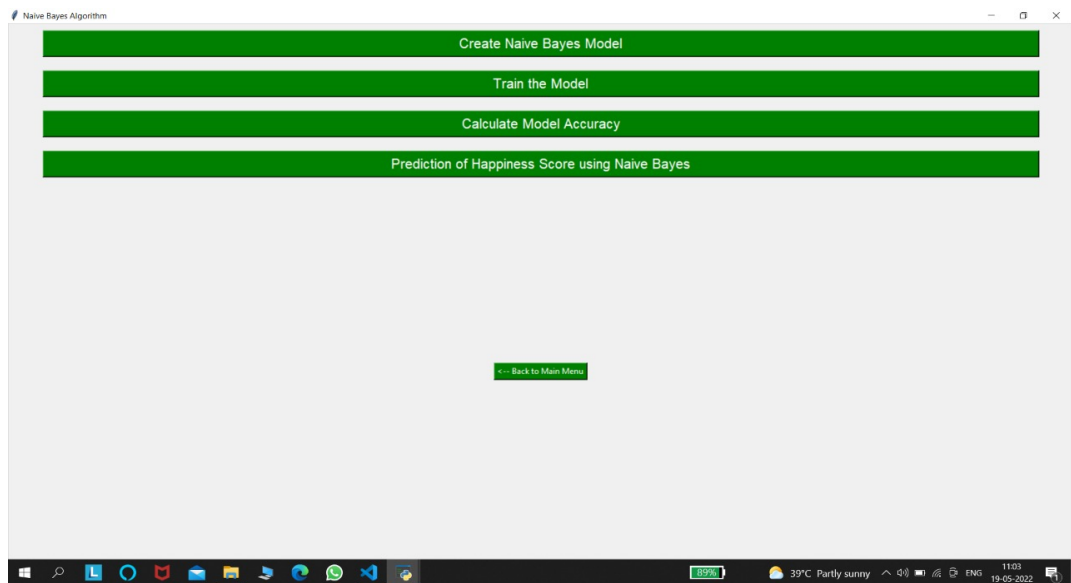 Naive Bayes Algorithm
Create Naive Bayes Model
Train the Model
Calculate Model Accuracy
Prediction of Happiness Score using Naive Bayes
<-- Back to Main Menu
L
89%
39°C Partly sunny
ENG
11:03
19-05-2022
1